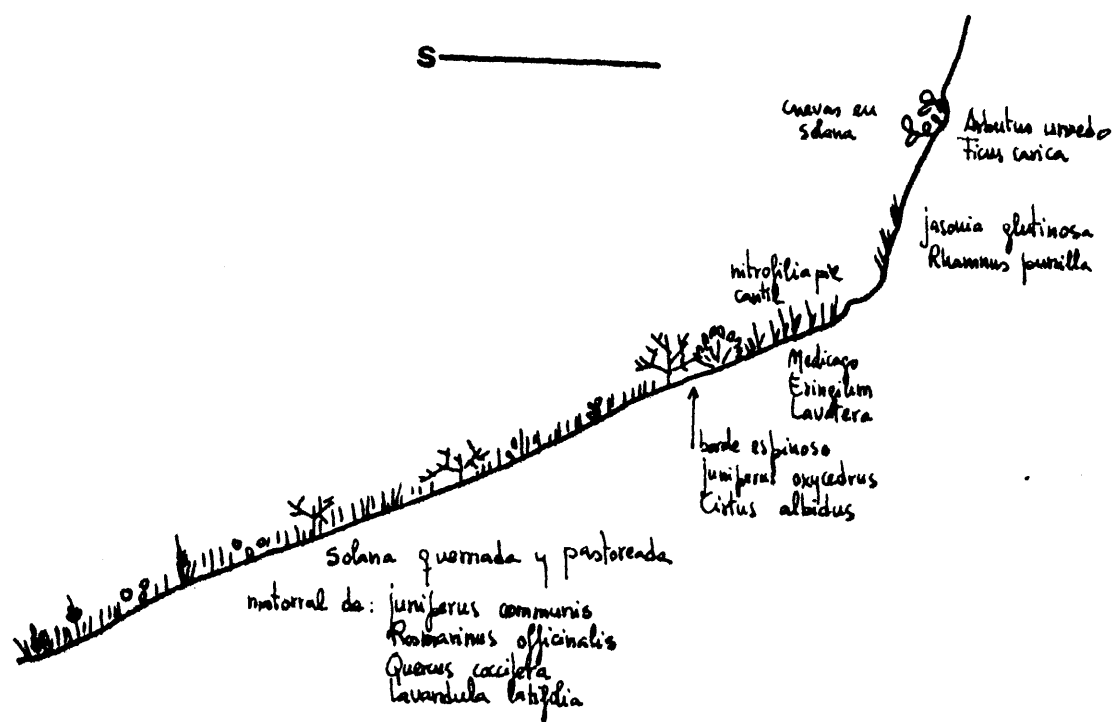 S
cuevas en
solana
Arbutus unedo
Ficus carica
jasonia glutinosa
Rhamnus pumilla
nitrofilia pie
cantil
Medicago
Eringium
Lavatera
borde espinoso
juniperus oxycedrus
Cistus albidus
Solana quemada y pastoreada
matorral de: juniperus communis
Rosmarinus officinalis
Quercus coccifera
Lavandula latifolia